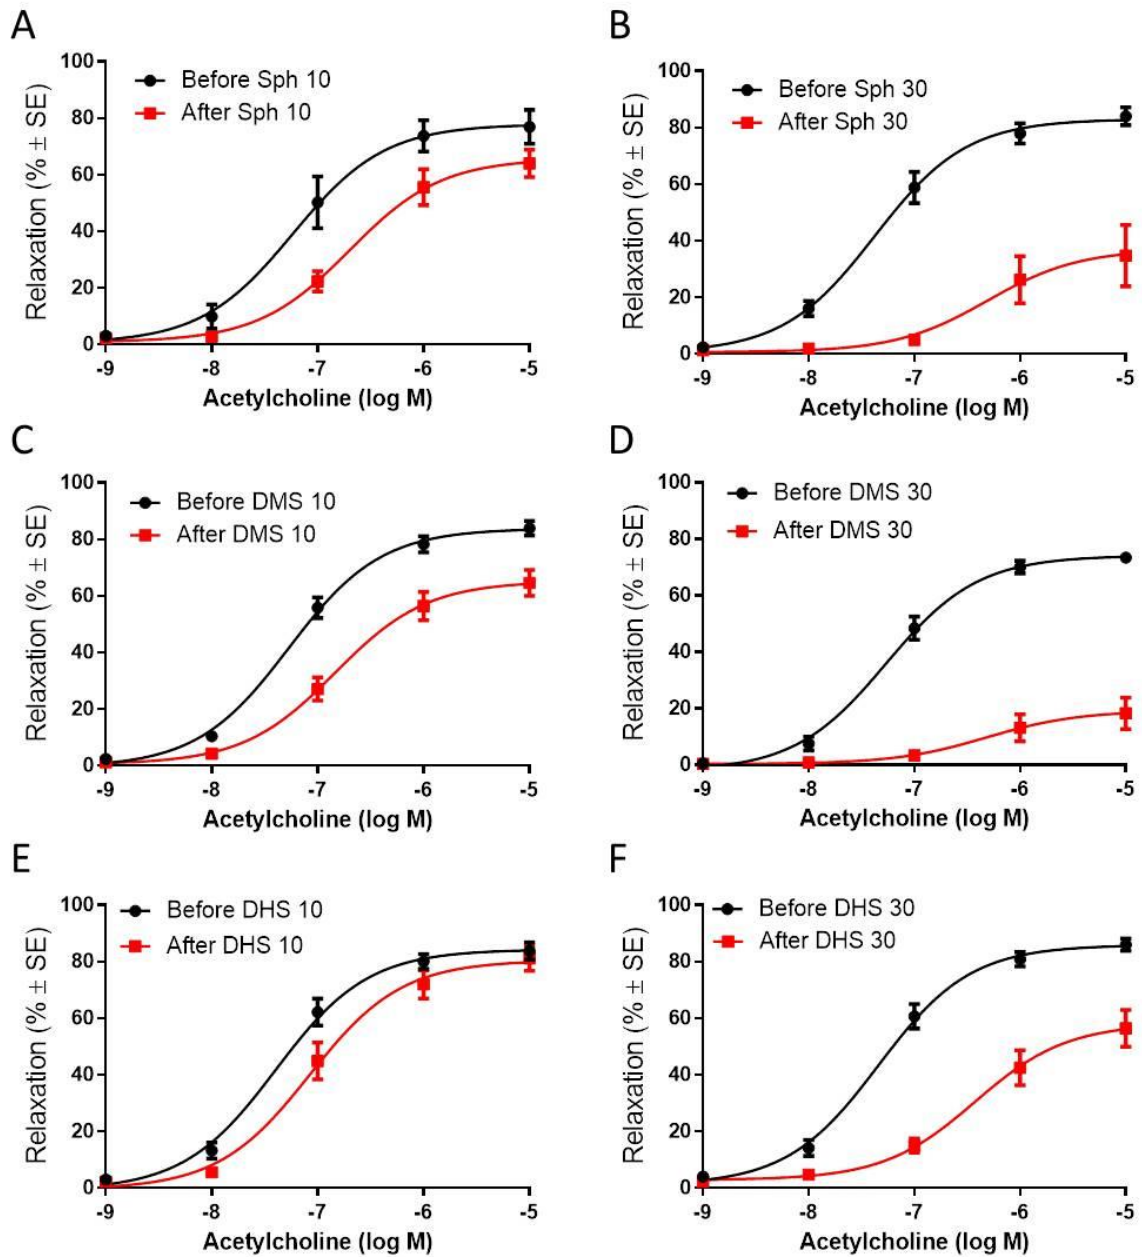 A
Before Sph 10
After Sph 10
Relaxation (% ± SE)
100
80
60
40
20
0
-9 -8 -7 -6 -5
Acetylcholine (log M)
B
Before Sph 30
After Sph 30
Relaxation (% ± SE)
100
80
60
40
20
0
-9 -8 -7 -6 -5
Acetylcholine (log M)
C
Before DMS 10
After DMS 10
Relaxation (% ± SE)
100
80
60
40
20
0
-9 -8 -7 -6 -5
Acetylcholine (log M)
D
Before DMS 30
After DMS 30
Relaxation (% ± SE)
100
80
60
40
20
0
-9 -8 -7 -6 -5
Acetylcholine (log M)
E
Before DHS 10
After DHS 10
Relaxation (% ± SE)
100
80
60
40
20
0
-9 -8 -7 -6 -5
Acetylcholine (log M)
F
Before DHS 30
After DHS 30
Relaxation (% ± SE)
100
80
60
40
20
0
-9 -8 -7 -6 -5
Acetylcholine (log M)